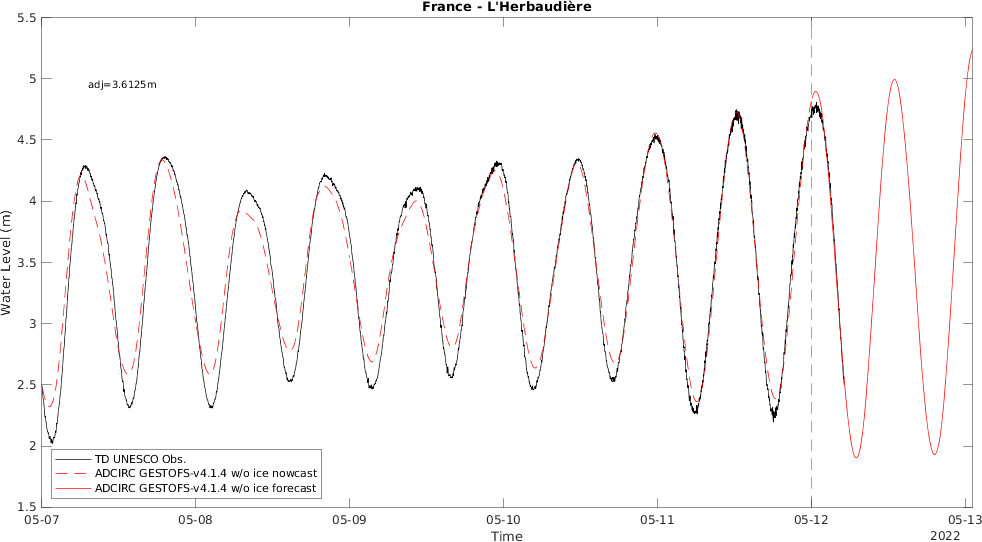 France - L'Herbaudière
5.5
5
4.5
4
3.5
3
2.5
2
1.5
Water Level (m)
adj=3.6125m
TD UNESCO Obs.
ADCIRC GESTOFS-v4.1.4 w/o ice nowcast
ADCIRC GESTOFS-v4.1.4 w/o ice forecast
05-07 05-08 05-09 05-10 05-11 05-12 05-13
Time
2022